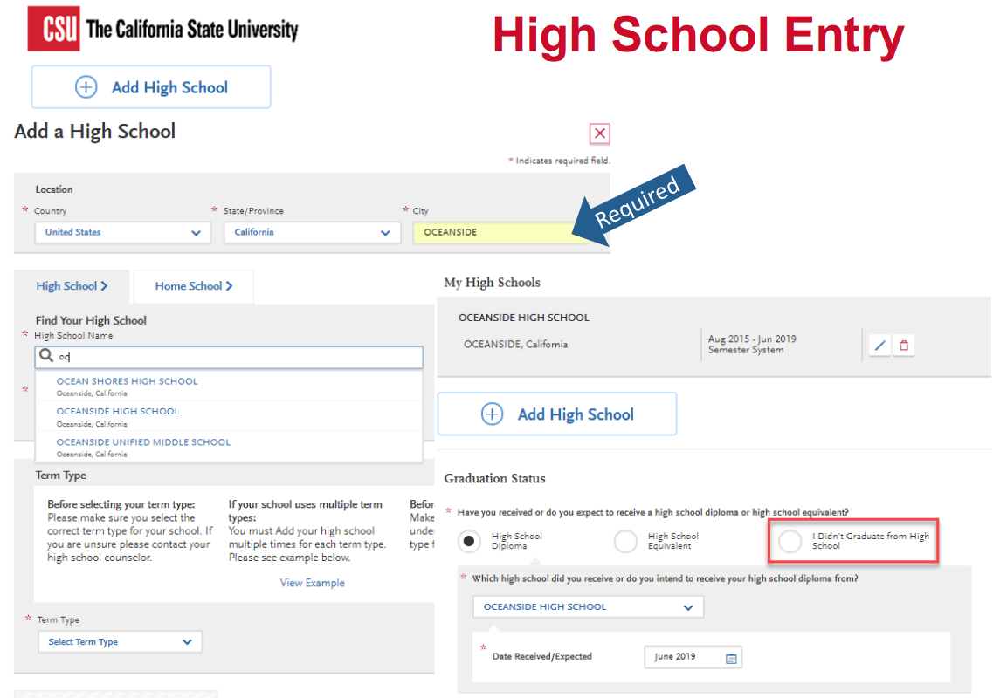 CSU The California State University
High School Entry
Add High School
Add a High School
* Indicates required field.
Location
* Country
* State/Province
* City
United States
California
OCEANSIDE
Required
High School
Home School
Find Your High School
* High School Name
oc
OCEAN SHORES HIGH SCHOOL
Oceanside, California
*
OCEANSIDE HIGH SCHOOL
Oceanside, California
OCEANSIDE UNIFIED MIDDLE SCHOOL
Oceanside, California
Term Type
Before selecting your term type:
Please make sure you select the
correct term type for your school. If
you are unsure please contact your
high school counselor.
If your school uses multiple term
types:
You must Add your high school
multiple times for each term type.
Please see example below.
View Example
Befor
Make
unde
type f
* Term Type
Select Term Type
My High Schools
OCEANSIDE HIGH SCHOOL
OCEANSIDE, California
Aug 2015 - Jun 2019
Semester System
Add High School
Graduation Status
* Have you received or do you expect to receive a high school diploma or high school equivalent?
High School
Diploma
High School
Equivalent
I Didn't Graduate from High
School
* Which high school did you receive or do you intend to receive your high school diploma from?
OCEANSIDE HIGH SCHOOL
* Date Received/Expected
June 2019